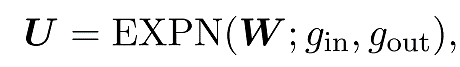 U = EXPN(W; g_in, g_out),